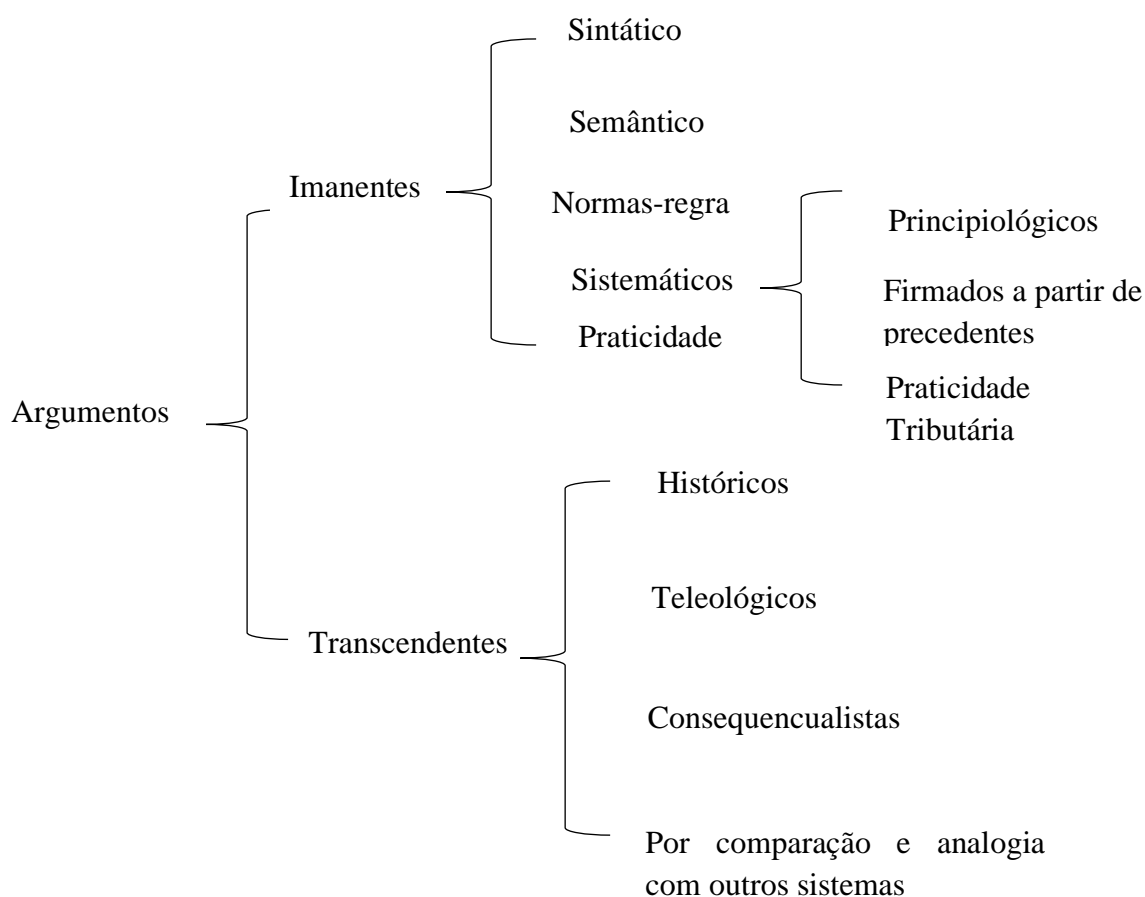 Sintático
Semântico
Imanentes
Normas-regra
Principiológicos
Sistemáticos
Firmados a partir de
precedentes
Praticidade
Praticidade
Tributária
Argumentos
Históricos
Teleológicos
Transcendentes
Consequencualistas
Por comparação e analogia
com outros sistemas